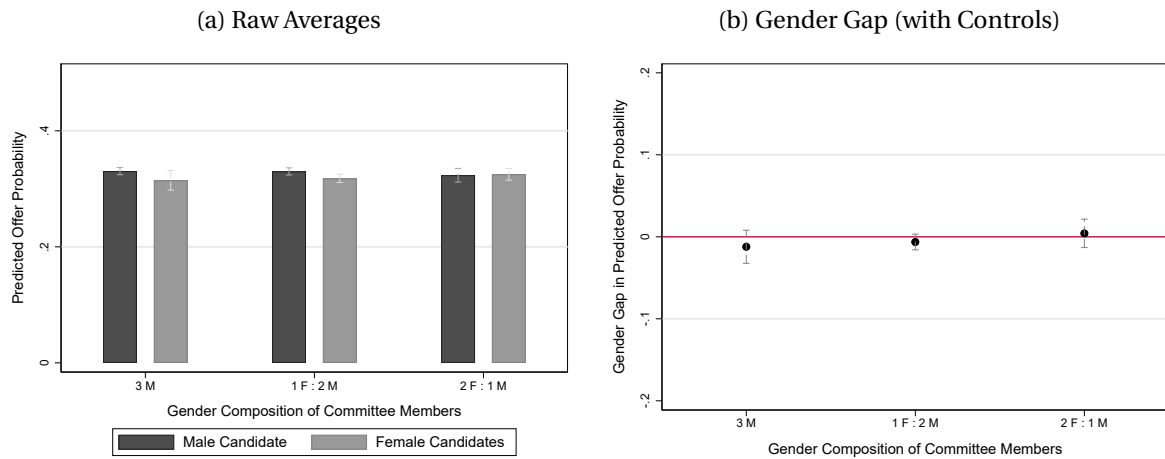 (a) Raw Averages
Predicted Offer Probability
.4
.2
0
3 M
1 F : 2 M
2 F : 1 M
Gender Composition of Committee Members
Male Candidate
Female Candidates
(b) Gender Gap (with Controls)
Gender Gap in Predicted Offer Probability
.2
.1
0
-.1
-.2
3 M
1 F : 2 M
2 F : 1 M
Gender Composition of Committee Members